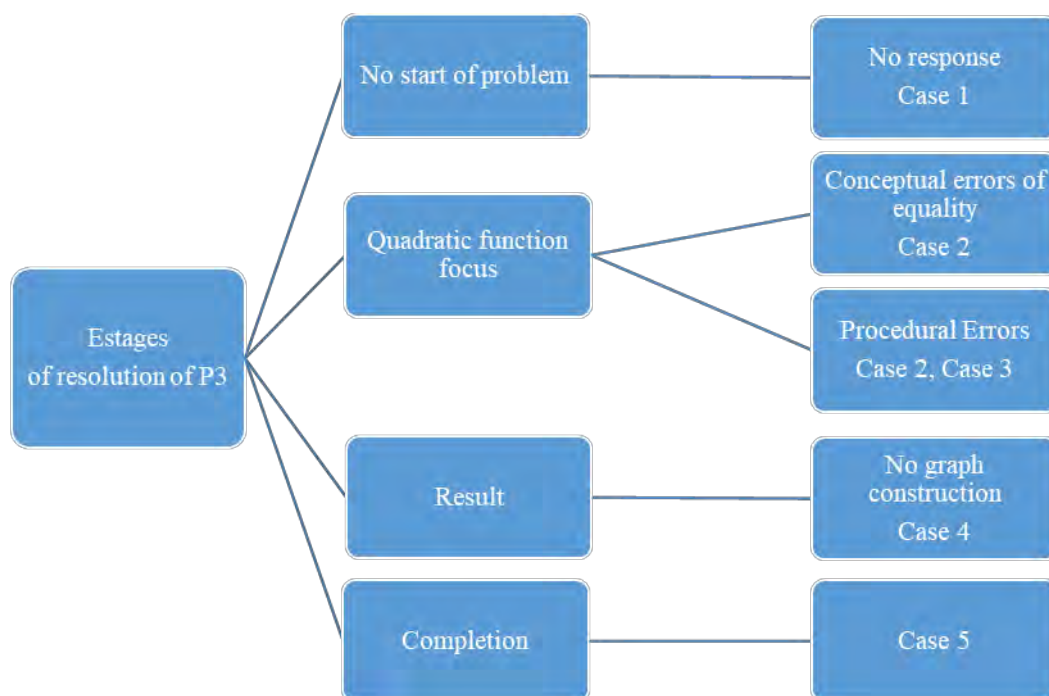 No start of problem
No response
Case 1
Quadratic function
focus
Conceptual errors of
equality
Case 2
Procedural Errors
Case 2, Case 3
Estages
of resolution of P3
Result
No graph
construction
Case 4
Completion
Case 5